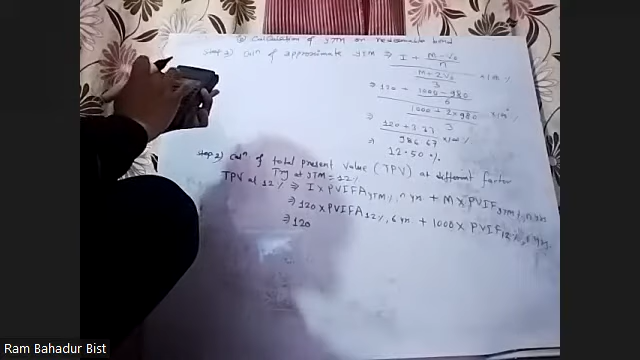 Calculation of YTM on redeemable bond
Step 1) Calⁿ of approximate YTM ⇒ I + M - V₀
n
M + 2V₀ × 100 %
3
⇒ 120 + 1000 - 980
6
1000 + 2 × 980 × 100 %
3
⇒ 120 + 3.33
986.67 × 100 %
⇒ 12.50 %
Step 2) Calⁿ of total present value (TPV) at different factor
TPV at YTM = 12 %
TPV at 12 % ⇒ I × PVIFA YTM %, n yrs + M × PVIF YTM %, n yrs
⇒ 120 × PVIFA 12 %, 6 yrs + 1000 × PVIF 12 %, 6 yrs.
⇒ 120
Ram Bahadur Bist